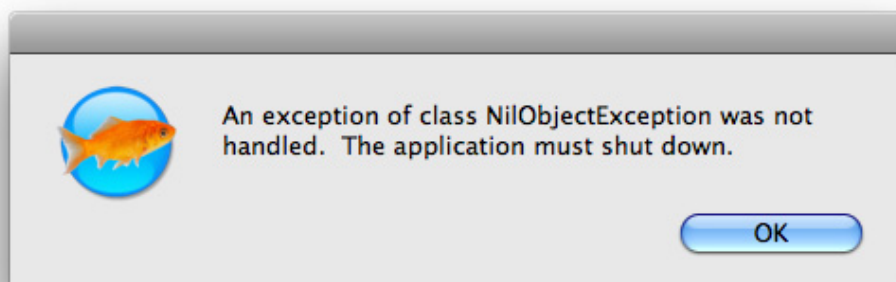 An exception of class NilObjectException was not
handled.  The application must shut down.
OK